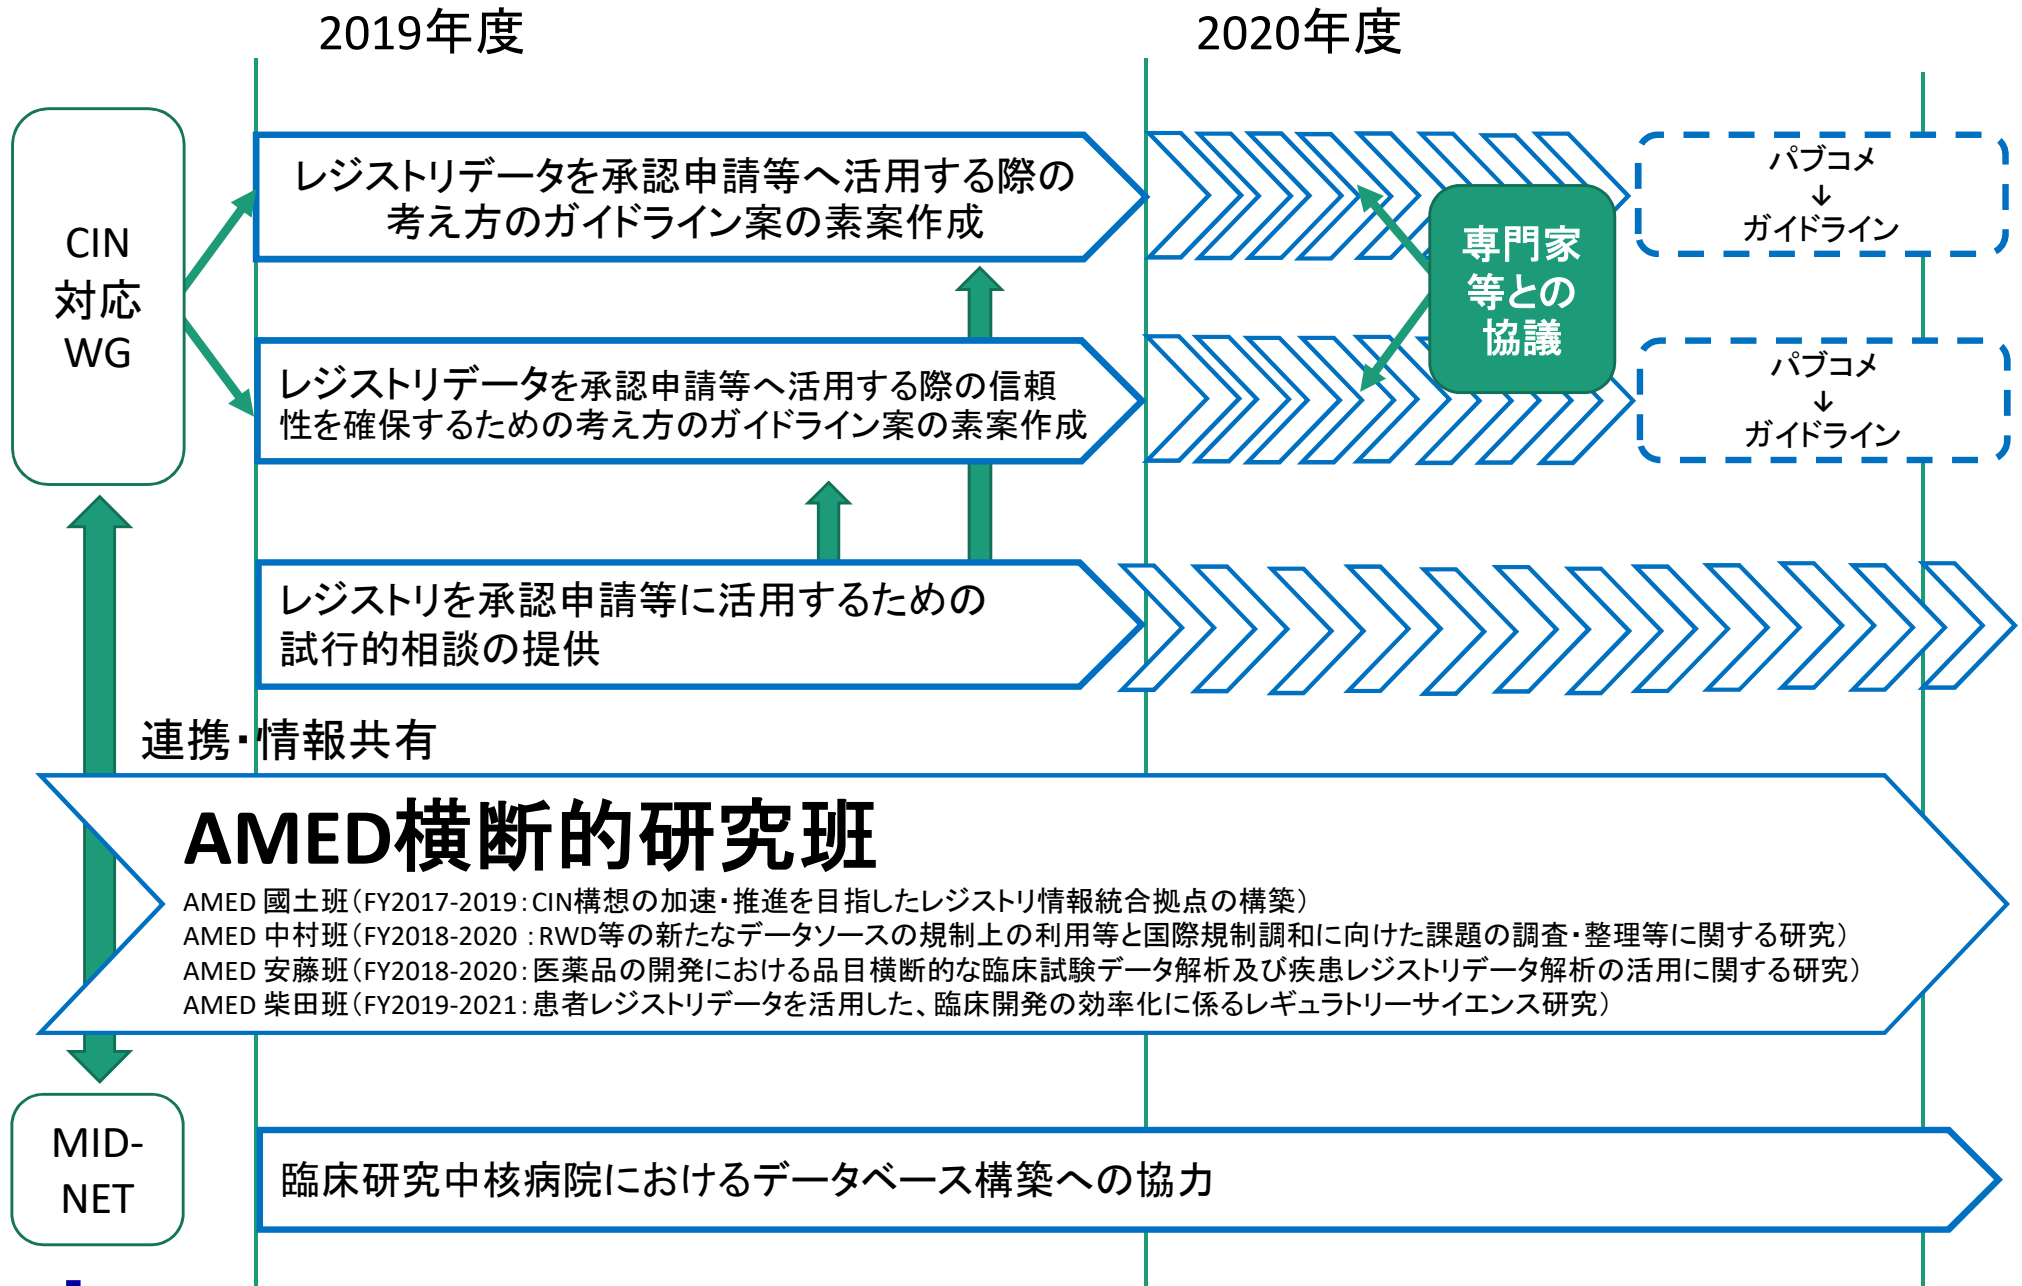 2019年度
2020年度
CIN
対応
WG
レジストリデータを承認申請等へ活用する際の
考え方のガイドライン案の素案作成
専門家
等との
協議
パブコメ
↓
ガイドライン
レジストリデータを承認申請等へ活用する際の信頼
性を確保するための考え方のガイドライン案の素案作成
パブコメ
↓
ガイドライン
レジストリを承認申請等に活用するための
試行的相談の提供
連携・情報共有
AMED横断的研究班
AMED 國土班（FY2017-2019：CIN構想の加速・推進を目指したレジストリ情報統合拠点の構築）
AMED 中村班（FY2018-2020 ：RWD等の新たなデータソースの規制上の利用等と国際規制調和に向けた課題の調査・整理等に関する研究）
AMED 安藤班（FY2018-2020：医薬品の開発における品目横断的な臨床試験データ解析及び疾患レジストリデータ解析の活用に関する研究）
AMED 柴田班（FY2019-2021：患者レジストリデータを活用した、臨床開発の効率化に係るレギュラトリーサイエンス研究）
MID-
NET
臨床研究中核病院におけるデータベース構築への協力